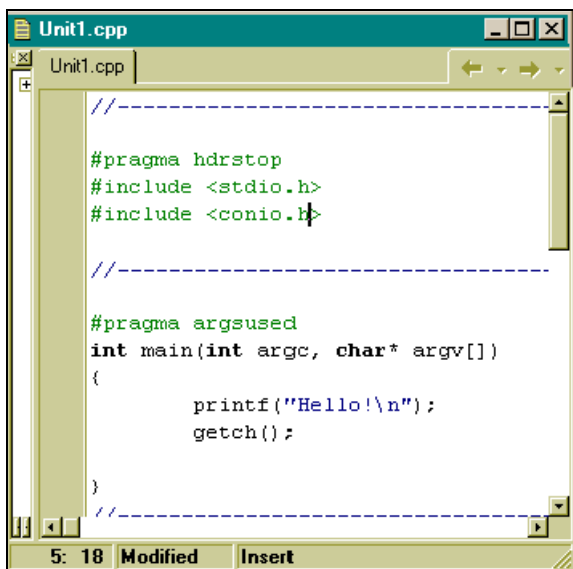 Unit1.cpp
Unit1.cpp
//----------------------------------
#pragma hdrstop
#include <stdio.h>
#include <conio.h>
//----------------------------------
#pragma argsused
int main(int argc, char* argv[])
{
printf("Hello!\n");
getch();
}
//----------------------------------
5: 18 Modified Insert